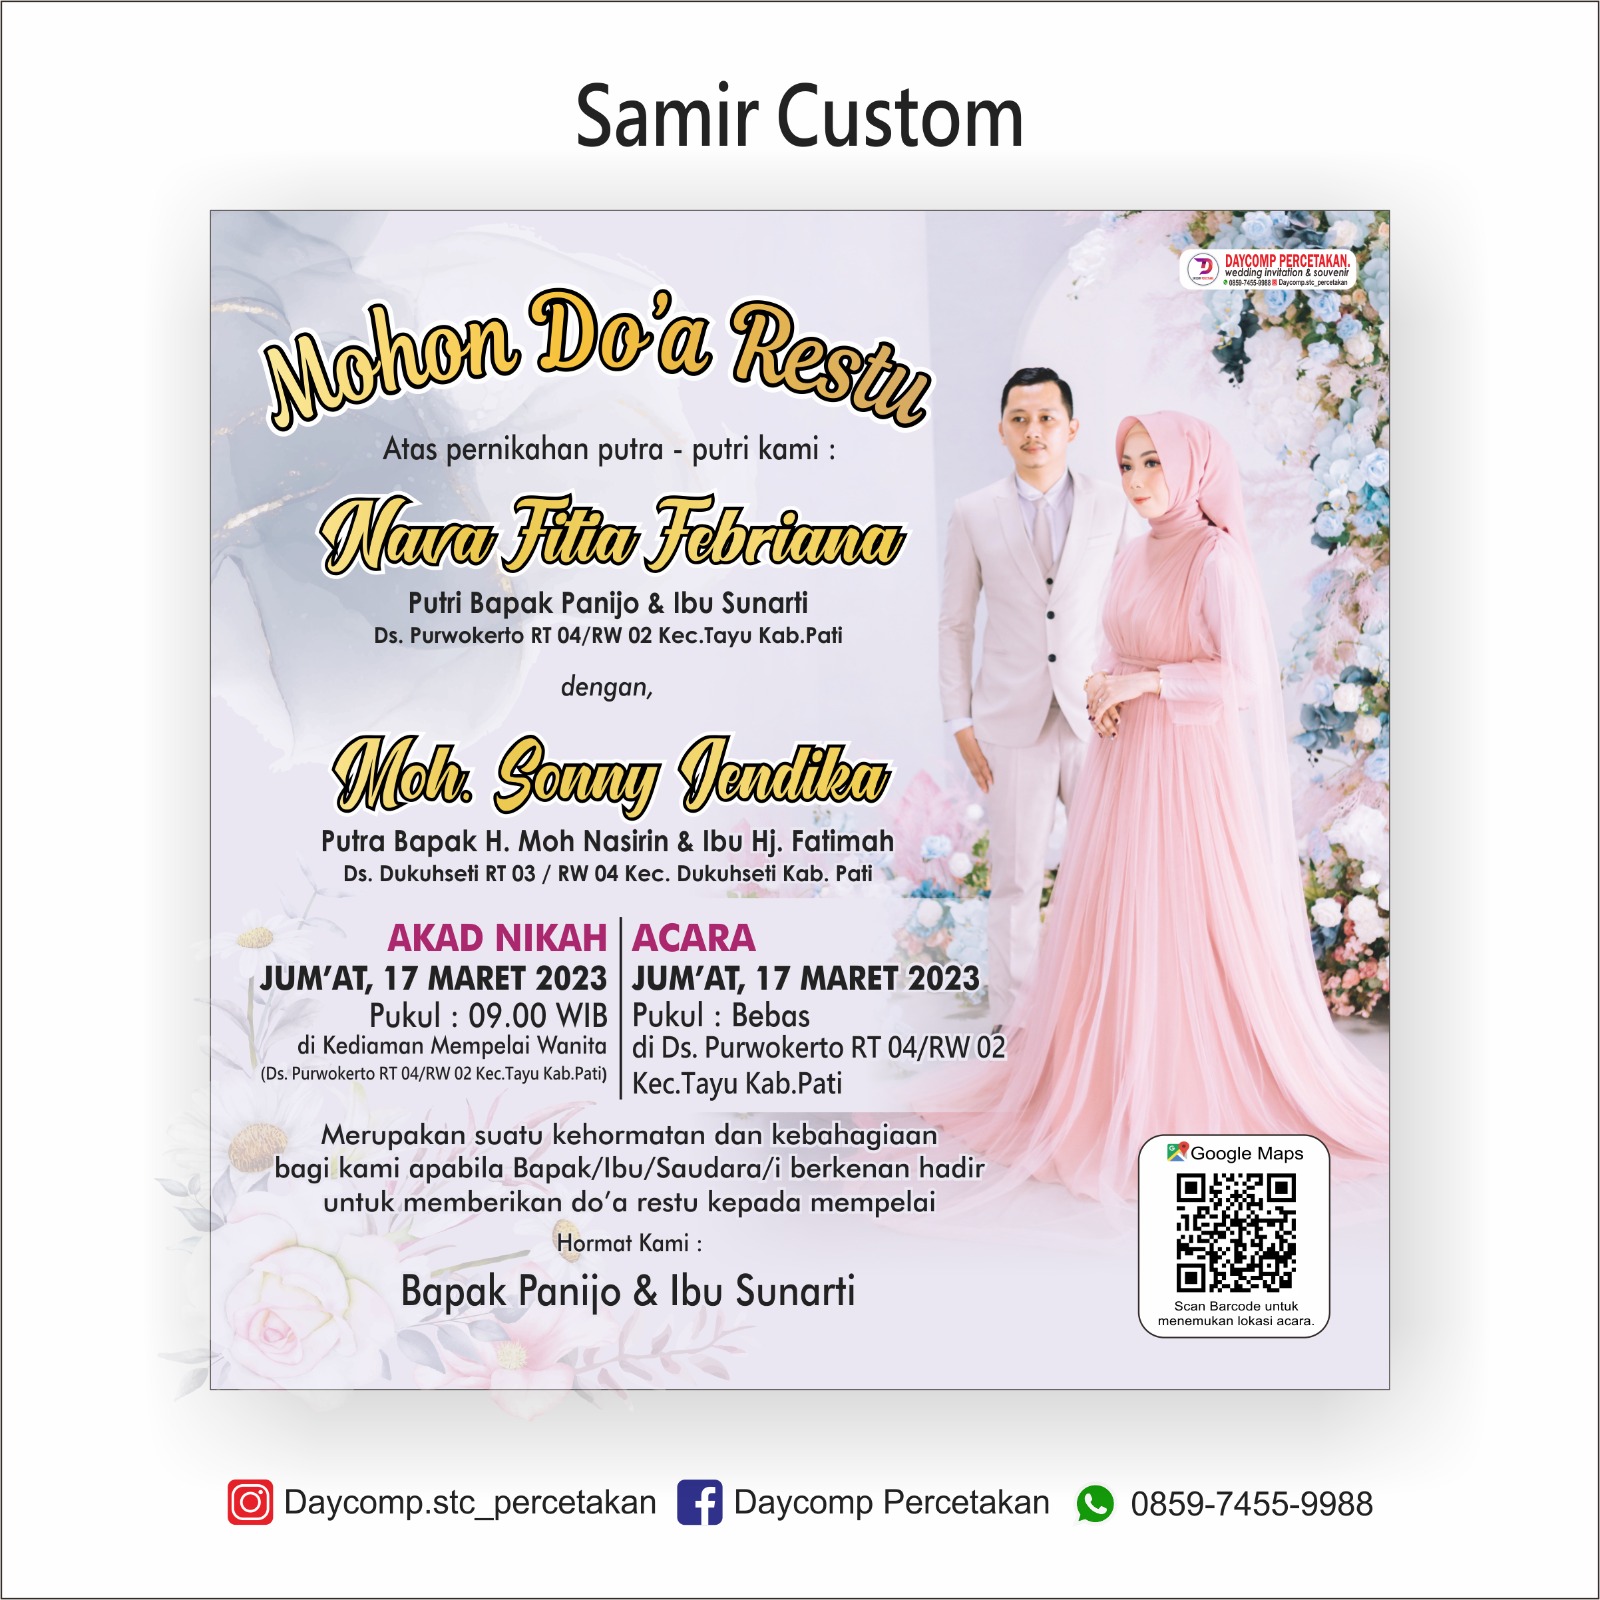 Samir Custom
DAYCOMP PERCETAKAN.
wedding invitation & souvenir
0859-7455-9988 Daycomp.stc_percetakan
Mohon Do'a Restu
Atas pernikahan putra - putri kami :
Nava Fitia Febriana
Putri Bapak Panijo & Ibu Sunarti
Ds. Purwokerto RT 04/RW 02 Kec.Tayu Kab.Pati
dengan,
Moh. Sonny Jendika
Putra Bapak H. Moh Nasirin & Ibu Hj. Fatimah
Ds. Dukuhseti RT 03 / RW 04 Kec. Dukuhseti Kab. Pati
AKAD NIKAH
JUM'AT, 17 MARET 2023
Pukul : 09.00 WIB
di Kediaman Mempelai Wanita
(Ds. Purwokerto RT 04/RW 02 Kec.Tayu Kab.Pati)
ACARA
JUM'AT, 17 MARET 2023
Pukul : Bebas
di Ds. Purwokerto RT 04/RW 02
Kec.Tayu Kab.Pati
Merupakan suatu kehormatan dan kebahagiaan
bagi kami apabila Bapak/Ibu/Saudara/i berkenan hadir
untuk memberikan do'a restu kepada mempelai
Hormat Kami :
Bapak Panijo & Ibu Sunarti
Google Maps
Scan Barcode untuk
menemukan lokasi acara.
Daycomp.stc_percetakan Daycomp Percetakan 0859-7455-9988